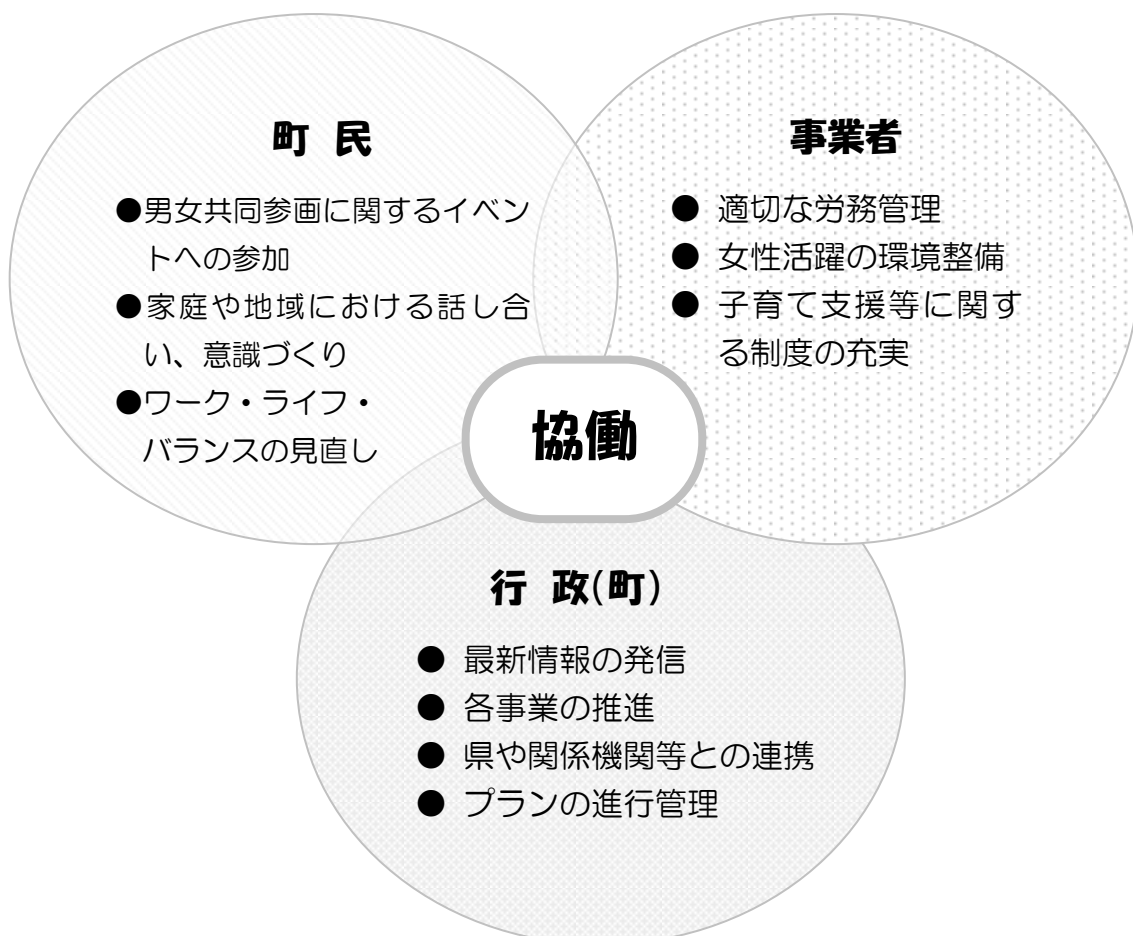 町 民
●男女共同参画に関するイベン
トへの参加
●家庭や地域における話し合
い、意識づくり
●ワーク・ライフ・
バランスの見直し
事業者
● 適切な労務管理
● 女性活躍の環境整備
● 子育て支援等に関す
る制度の充実
協働
行 政(町)
● 最新情報の発信
● 各事業の推進
● 県や関係機関等との連携
● プランの進行管理